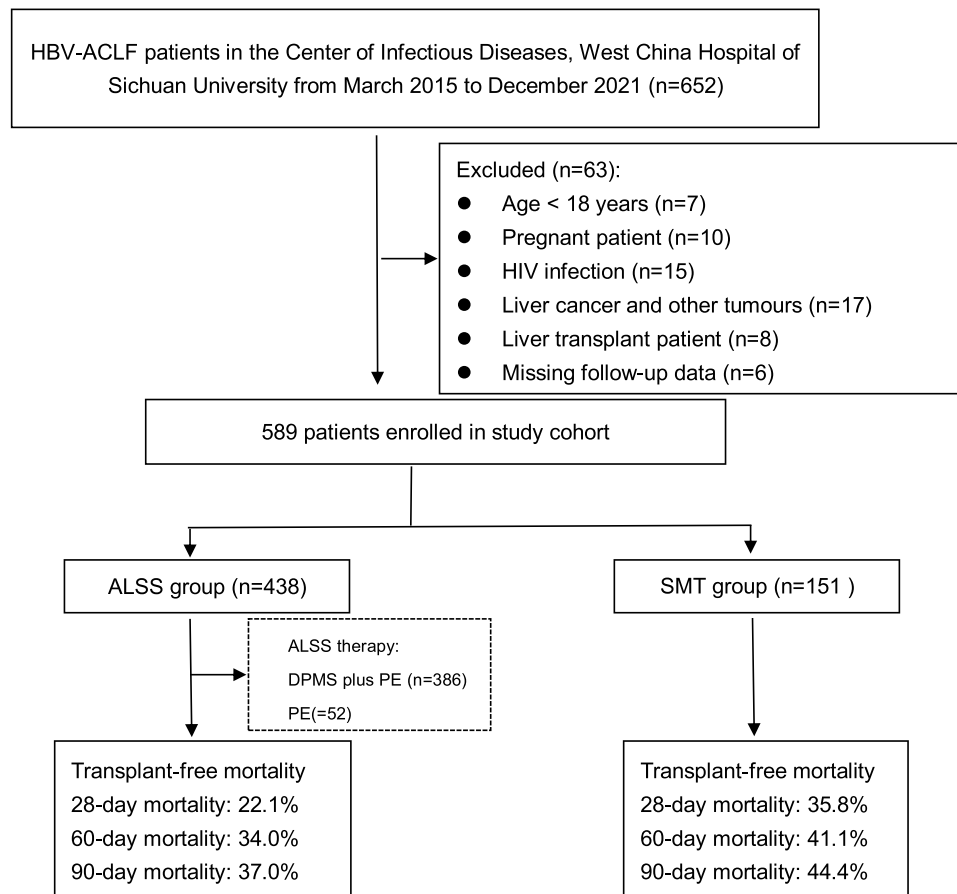 HBV-ACLF patients in the Center of Infectious Diseases, West China Hospital of
Sichuan University from March 2015 to December 2021 (n=652)
Excluded (n=63):
● Age < 18 years (n=7)
● Pregnant patient (n=10)
● HIV infection (n=15)
● Liver cancer and other tumours (n=17)
● Liver transplant patient (n=8)
● Missing follow-up data (n=6)
589 patients enrolled in study cohort
ALSS group (n=438)
SMT group (n=151 )
ALSS therapy:
DPMS plus PE (n=386)
PE(=52)
Transplant-free mortality
28-day mortality: 22.1%
60-day mortality: 34.0%
90-day mortality: 37.0%
Transplant-free mortality
28-day mortality: 35.8%
60-day mortality: 41.1%
90-day mortality: 44.4%